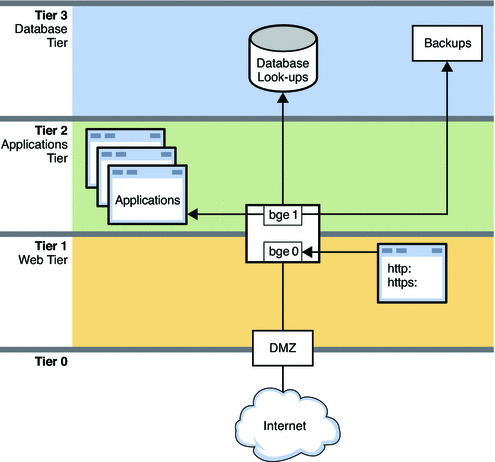 Tier 3
Database
Tier
Database
Look-ups
Backups
Tier 2
Applications
Tier
Applications
bge 1
Tier 1
Web Tier
bge 0
http:
https:
DMZ
Tier 0
Internet